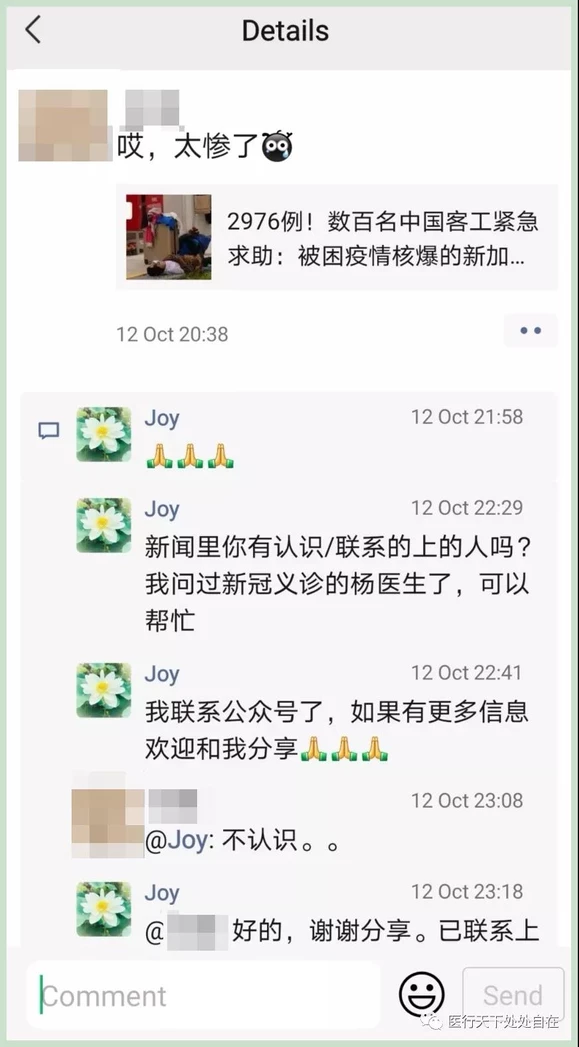 Details
哎，太惨了
2976例！数百名中国客工紧急
求助：被困疫情核爆的新加...
12 Oct 20:38
Joy
12 Oct 21:58
Joy
12 Oct 22:29
新闻里你有认识/联系的上的人吗？
我问过新冠义诊的杨医生了，可以
帮忙
Joy
12 Oct 22:41
我联系公众号了，如果有更多信息
欢迎和我分享
12 Oct 23:08
@Joy: 不认识。。
Joy
12 Oct 23:18
@ 好的，谢谢分享。已联系上
Comment
Send
医行天下处处自在